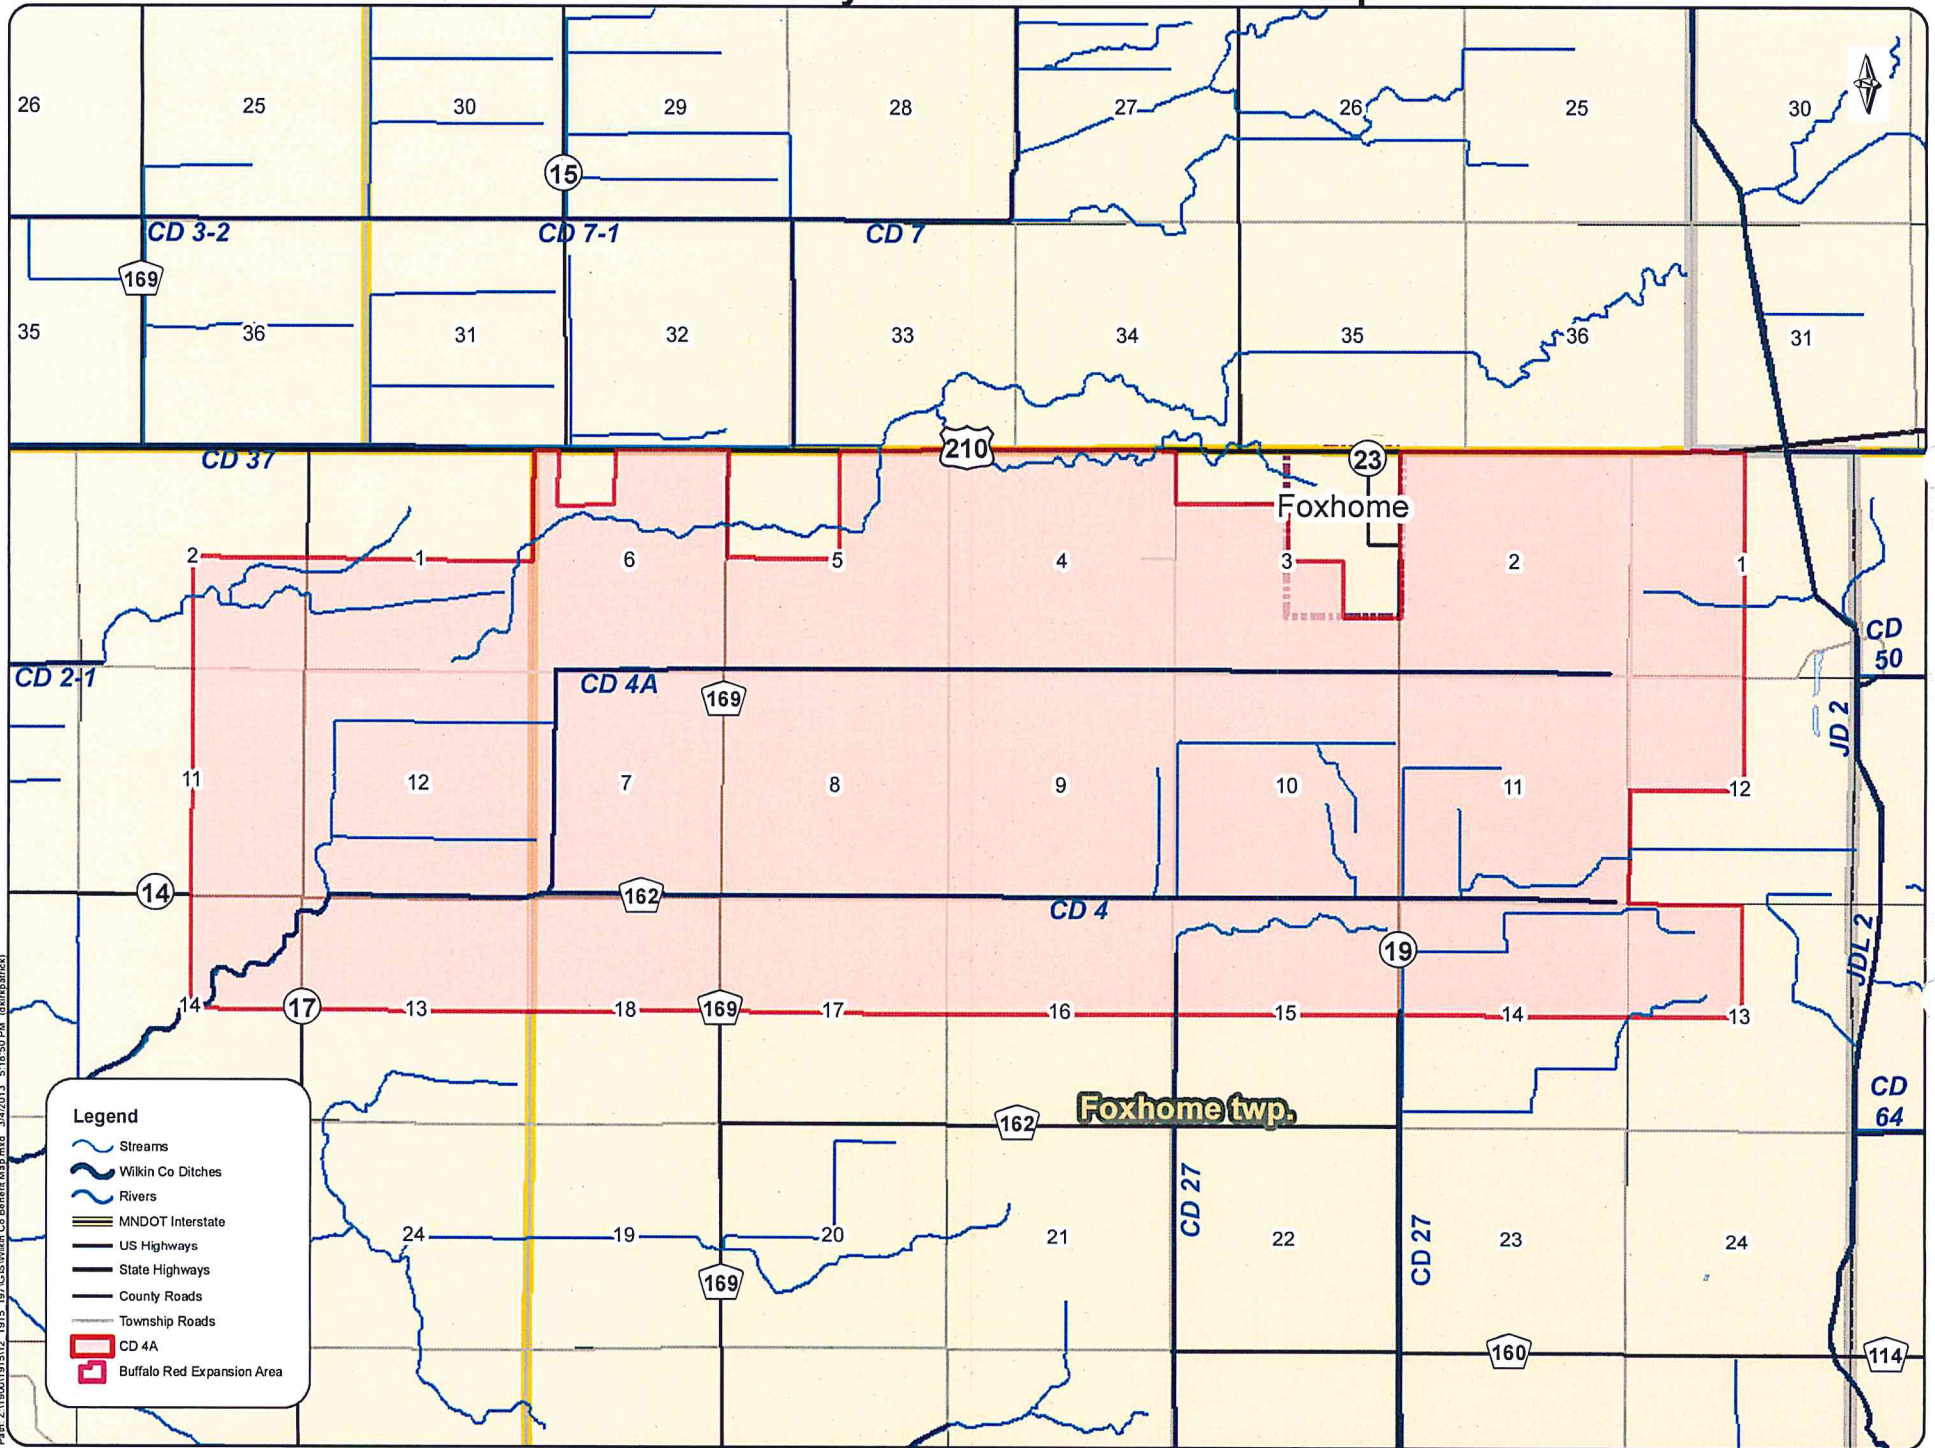 26 25 30 29 28 27 26 25 30
15
CD 3-2 CD 7-1 CD 7
169
35 36 31 32 33 34 35 36 31
210
CD 37
23
Foxhome
2 1 6 5 4 3 2 1
CD
50
CD 2-1
CD 4A
169
JD 2
11 12 7 8 9 10 11 12
14
162
CD 4
19
JDL 2
14 17 13 18 169 17 16 15 14 13
Foxhome twp.
162
CD
64
CD 27
CD 27
24 19 20 21 22 23 24
169
160
114
Legend
Streams
Wilkin Co Ditches
Rivers
MNDOT Interstate
US Highways
State Highways
County Roads
Township Roads
CD 4A
Buffalo Red Expansion Area